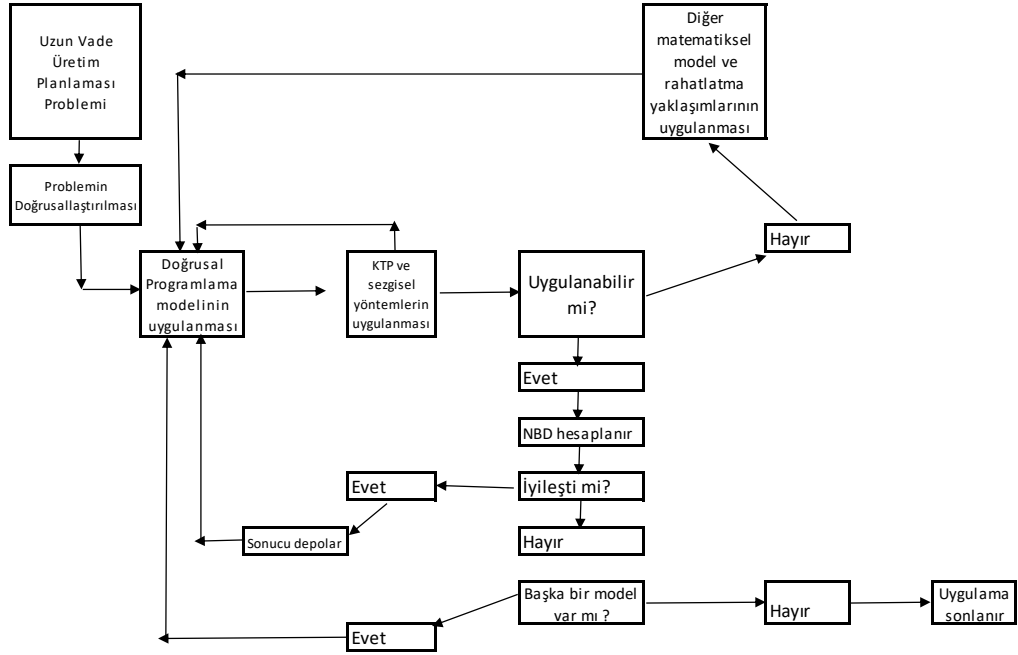 Uzun Vade
Üretim
Planlaması
Problemi
Diğer
matematiksel
model ve
rahatlatma
yaklaşımlarının
uygulanması
Problemin
Doğrusallaştırılması
Hayır
Doğrusal
Programlama
modelinin
uygulanması
KTP ve
sezgisel
yöntemlerin
uygulanması
Uygulanabilir
mi?
Evet
NBD hesaplanır
İyileşti mi?
Evet
Sonucu depolar
Hayır
Başka bir model
var mı ?
Hayır
Uygulama
sonlanır
Evet